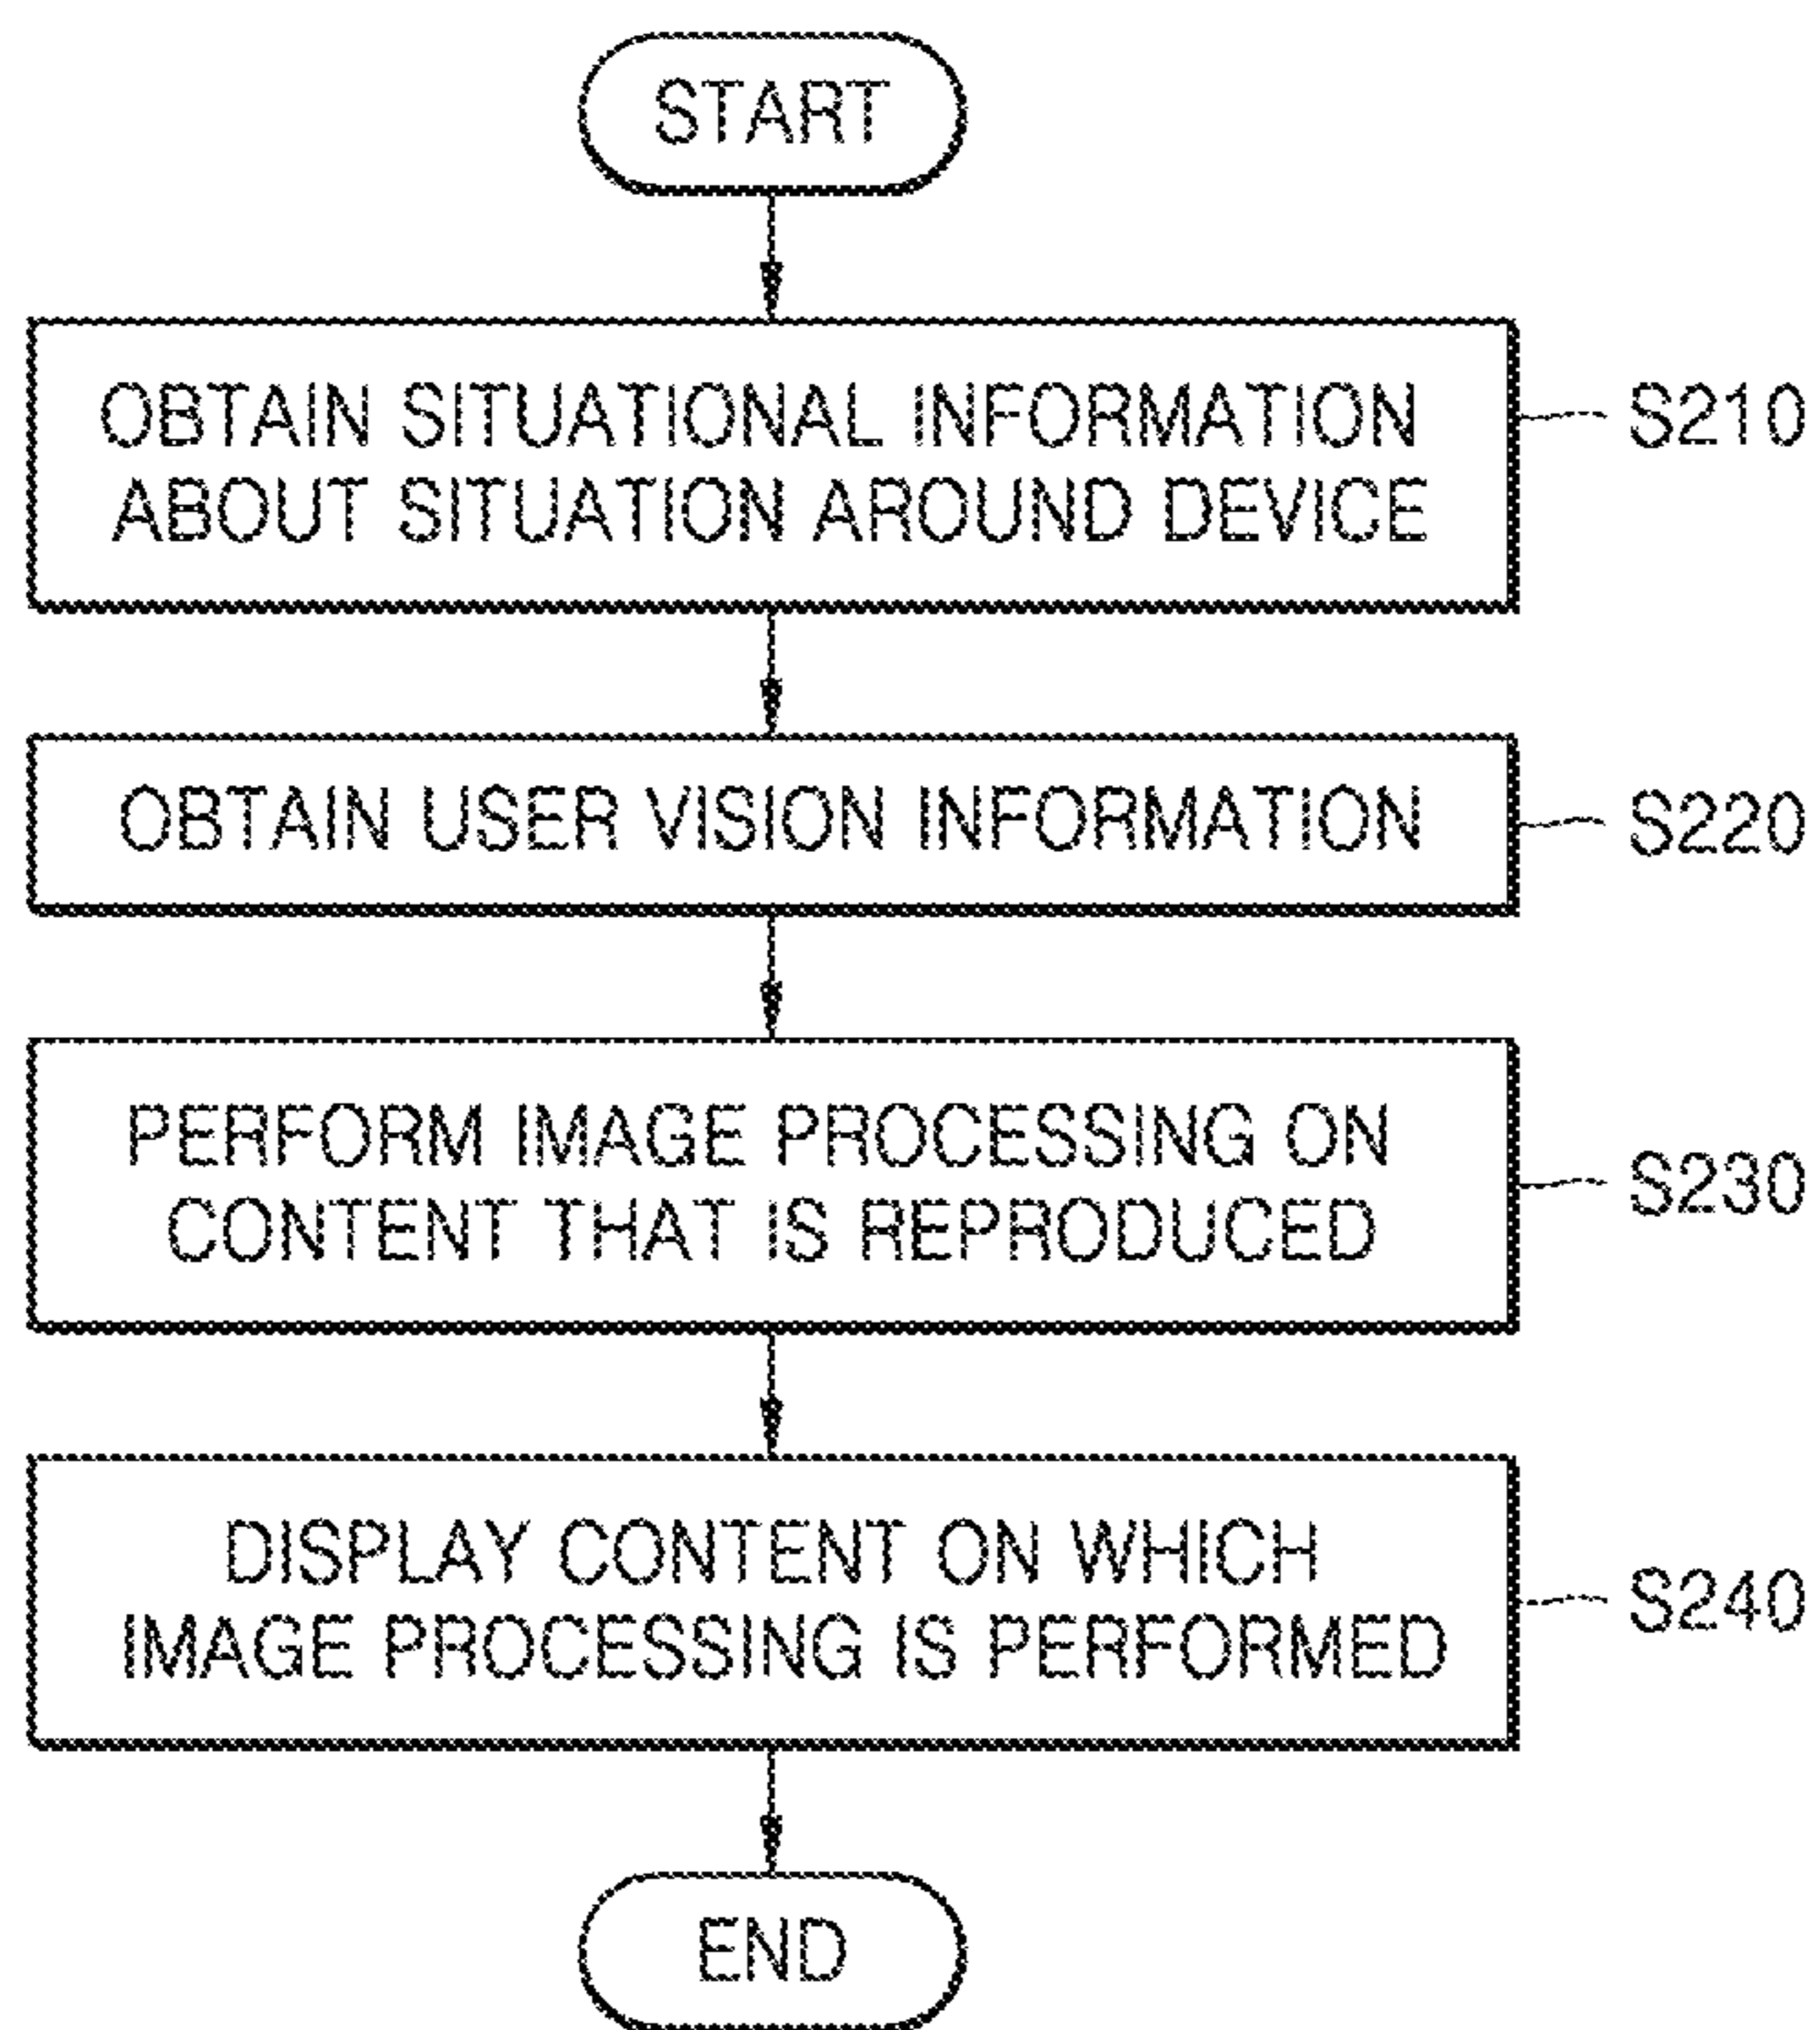 START
OBTAIN SITUATIONAL INFORMATION
ABOUT SITUATION AROUND DEVICE
S210
OBTAIN USER VISION INFORMATION
S220
PERFORM IMAGE PROCESSING ON
CONTENT THAT IS REPRODUCED
S230
DISPLAY CONTENT ON WHICH
IMAGE PROCESSING IS PERFORMED
S240
END